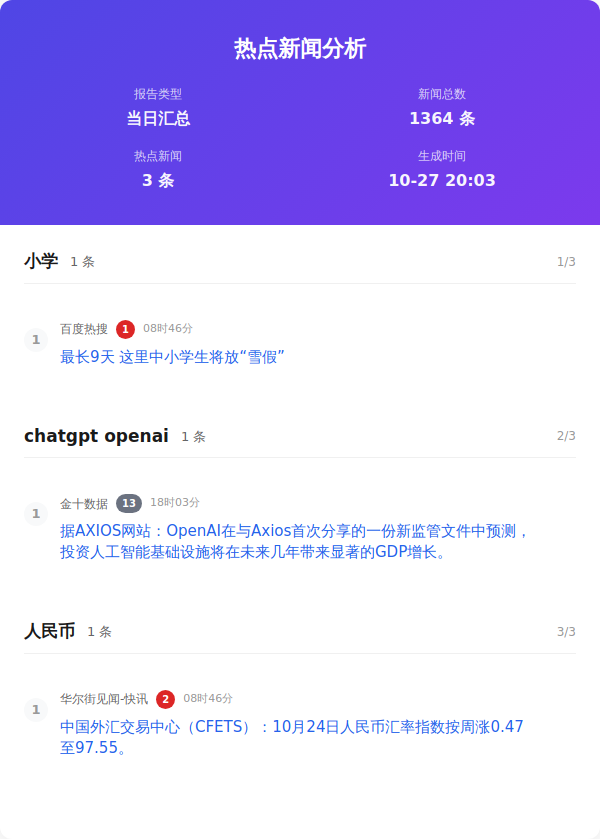 热点新闻分析
报告类型
新闻总数
当日汇总
1364 条
热点新闻
生成时间
3 条
10-27 20:03
小学 1 条 1/3
1
百度热搜 1 08时46分
最长9天 这里中小学生将放“雪假”
chatgpt openai 1 条 2/3
1
金十数据 13 18时03分
据AXIOS网站：OpenAI在与Axios首次分享的一份新监管文件中预测，
投资人工智能基础设施将在未来几年带来显著的GDP增长。
人民币 1 条 3/3
1
华尔街见闻-快讯 2 08时46分
中国外汇交易中心（CFETS）：10月24日人民币汇率指数按周涨0.47
至97.55。